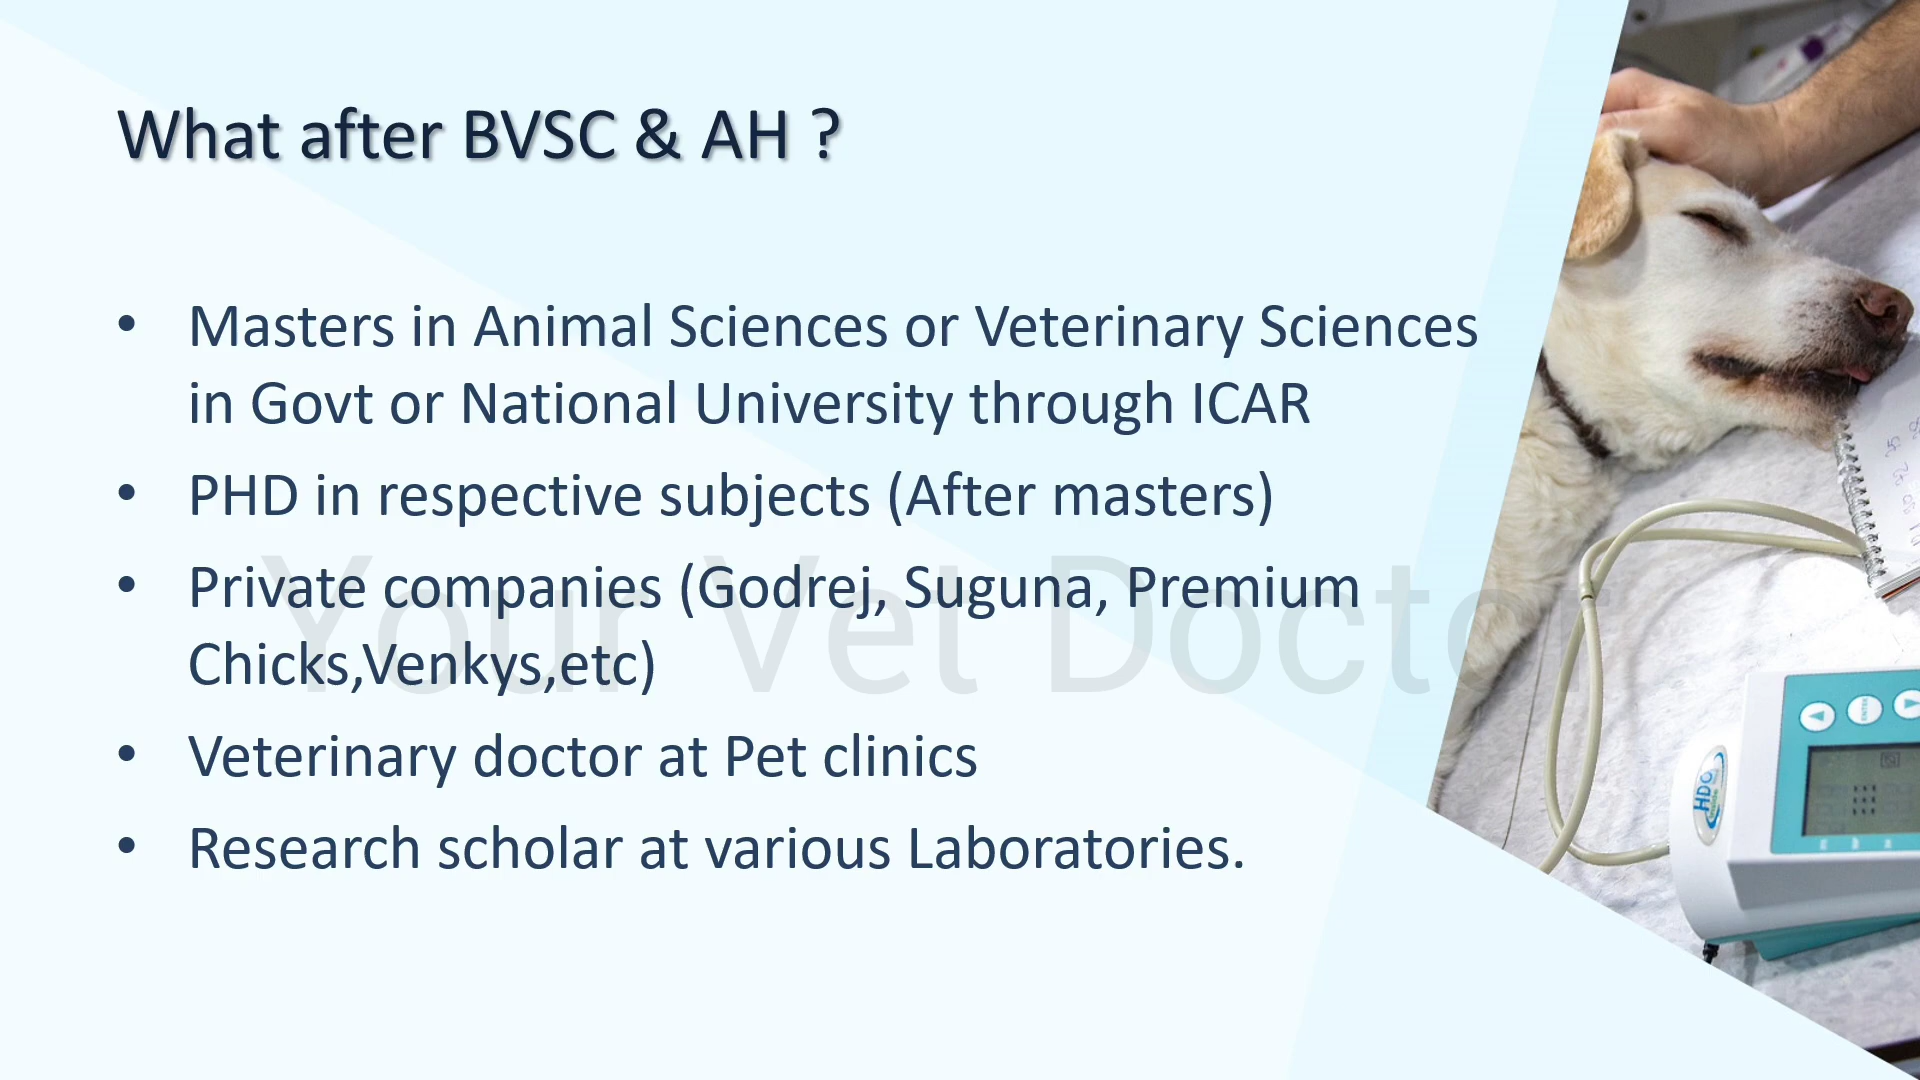 What after BVSC & AH ?
• Masters in Animal Sciences or Veterinary Sciences
in Govt or National University through ICAR
• PHD in respective subjects (After masters)
• Private companies (Godrej, Suguna, Premium
Chicks,Venkys,etc)
• Veterinary doctor at Pet clinics
• Research scholar at various Laboratories.
Your Vet Doctor
HDO
ENTER